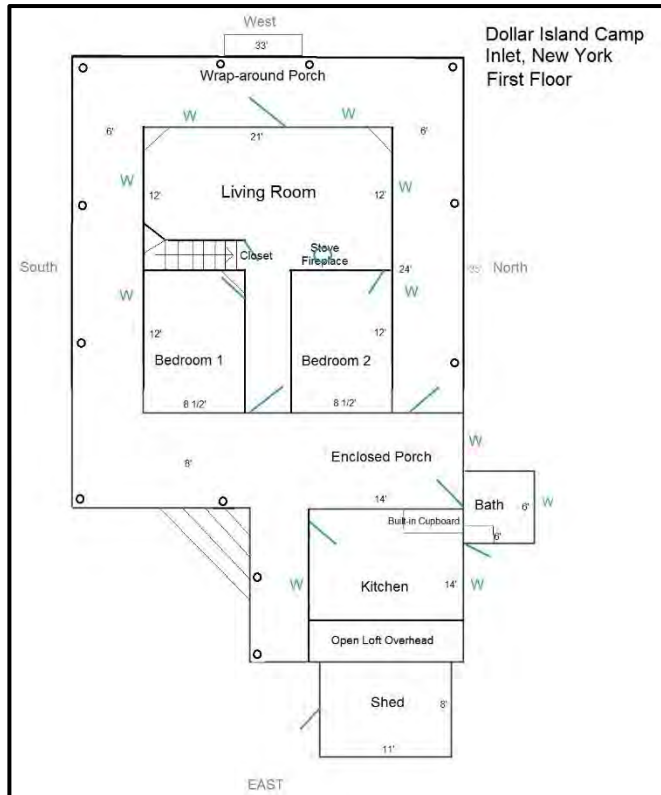 West
Dollar Island Camp
Inlet, New York
First Floor
33'
Wrap-around Porch
W
W
6'
21'
6'
W
12'
Living Room
12'
W
Closet
Stove
Fireplace
South
24'
35'
North
W
W
12'
12'
Bedroom 1
Bedroom 2
8 1/2'
8 1/2'
W
Enclosed Porch
8'
14'
Bath
6'
W
Built-in Cupboard
6'
W
Kitchen
14'
W
Open Loft Overhead
Shed
8'
11'
EAST